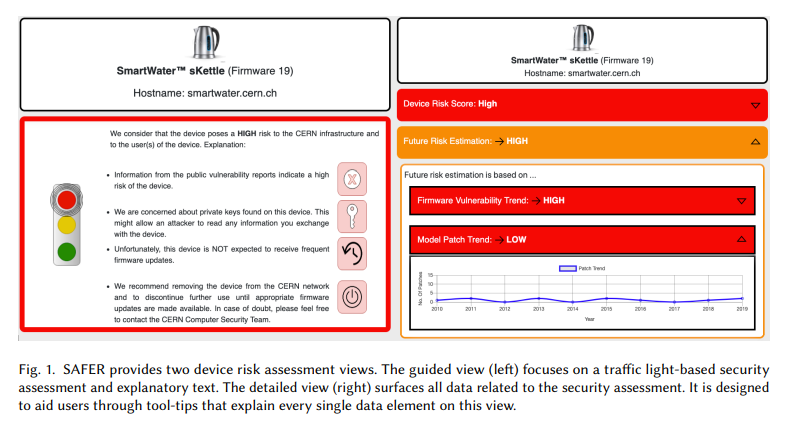 SmartWater™ sKettle (Firmware 19)
Hostname: smartwater.cern.ch
We consider that the device poses a HIGH risk to the CERN infrastructure and
to the user(s) of the device. Explanation:
• Information from the public vulnerability reports indicate a high
risk of the device.
• We are concerned about private keys found on this device. This
might allow an attacker to read any information you exchange
with the device.
• Unfortunately, this device is NOT expected to receive frequent
firmware updates.
• We recommend removing the device from the CERN network
and to discontinue further use until appropriate firmware
updates are made available. In case of doubt, please feel free
to contact the CERN Computer Security Team.
SmartWater™ sKettle (Firmware 19)
Hostname: smartwater.cern.ch
Device Risk Score: High
Future Risk Estimation: → HIGH
Future risk estimation is based on ...
Firmware Vulnerability Trend: → HIGH
Model Patch Trend: → LOW
Patch Trend
No. Of Patches
15
10
5
0
2010 2011 2012 2013 2014 2015 2016 2017 2018 2019
Year
Fig. 1. SAFER provides two device risk assessment views. The guided view (left) focuses on a traffic light-based security
assessment and explanatory text. The detailed view (right) surfaces all data related to the security assessment. It is designed
to aid users through tool-tips that explain every single data element on this view.